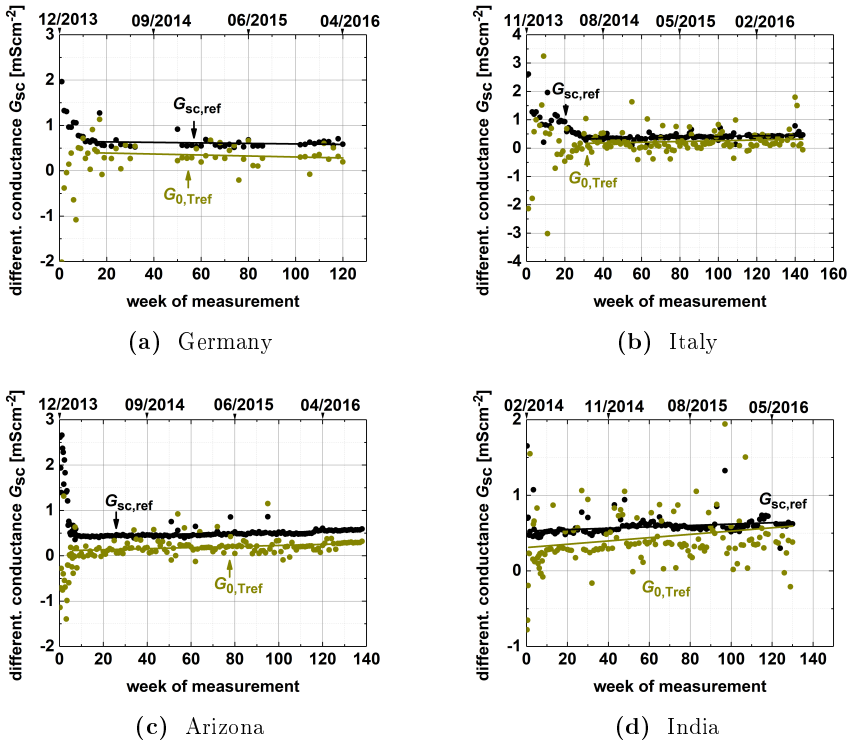 12/2013 09/2014 06/2015 04/2016
different. conductance G_SC [mScm^-2]
3
2
1
0
-1
-2
G_sc,ref
G_0,Tref
0 20 40 60 80 100 120
week of measurement
(a) Germany
11/2013 08/2014 05/2015 02/2016
different. conductance G_SC [mScm^-2]
4
3
2
1
0
-1
-2
-3
-4
G_sc,ref
G_0,Tref
0 20 40 60 80 100 120 140 160
week of measurement
(b) Italy
12/2013 09/2014 06/2015 04/2016
different. conductance G_SC [mScm^-2]
3
2
1
0
-1
-2
G_sc,ref
G_0,Tref
0 20 40 60 80 100 120 140
week of measurement
(c) Arizona
02/2014 11/2014 08/2015 05/2016
different. conductance G_SC [mScm^-2]
2
1
0
-1
G_sc,ref
G_0,Tref
0 20 40 60 80 100 120 140
week of measurement
(d) India